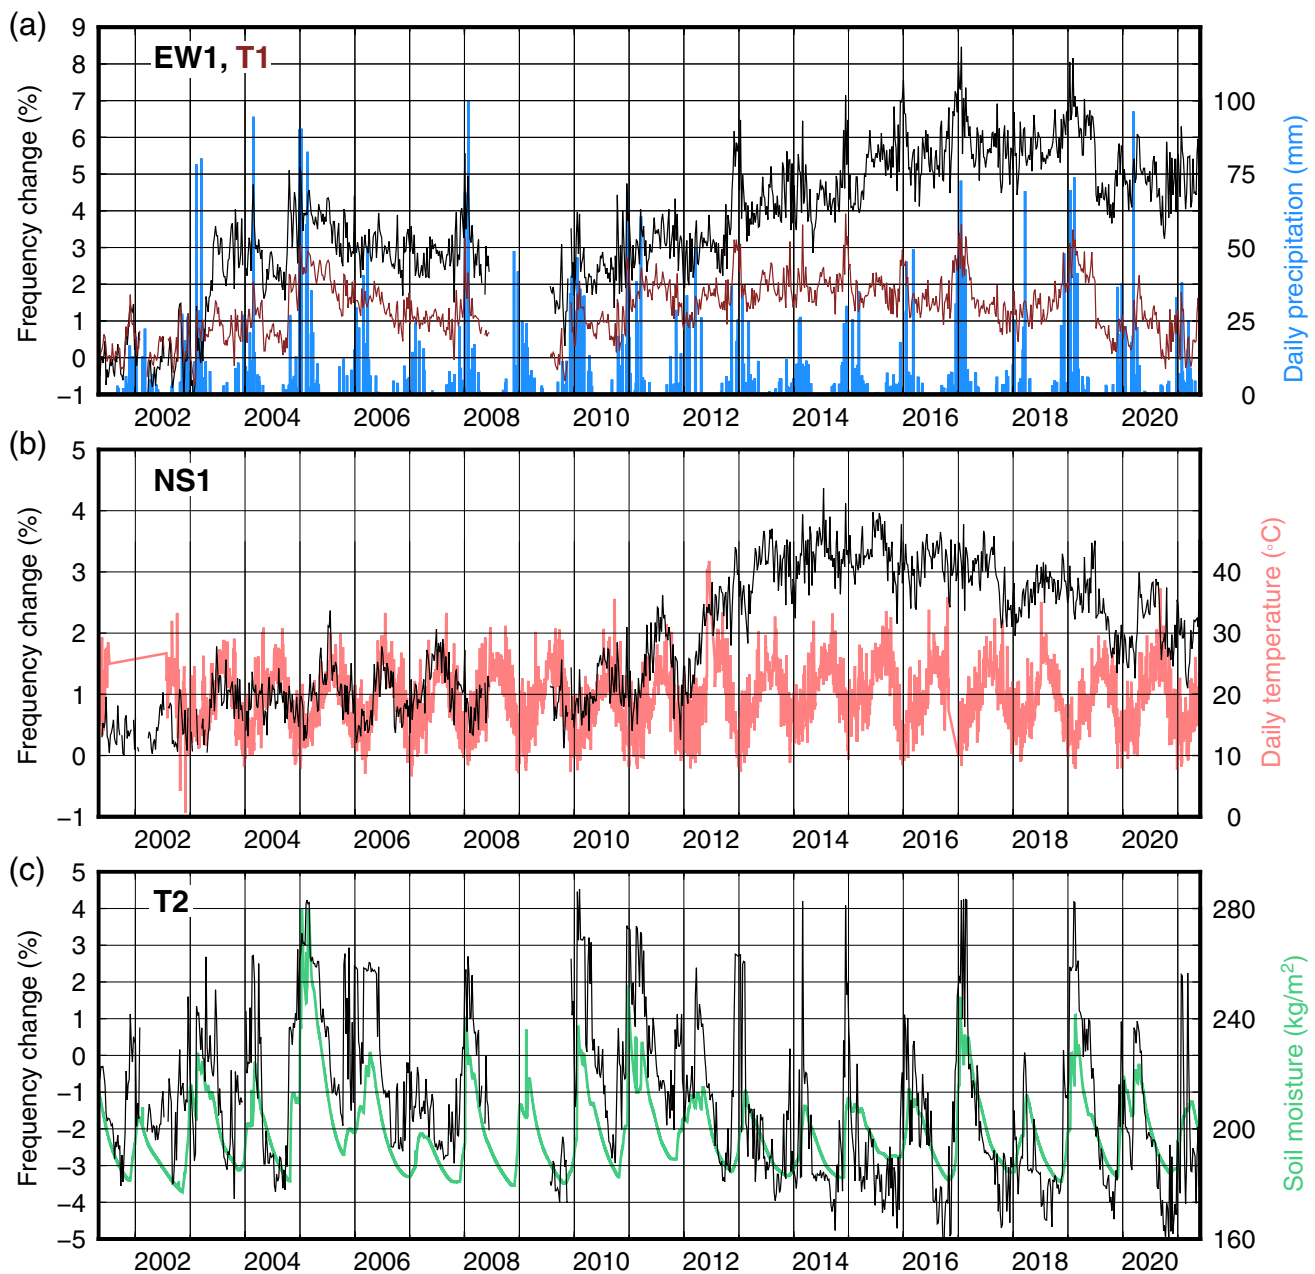 (a)
EW1, T1
Frequency change (%)
9
8
7
6
5
4
3
2
1
0
−1
100
75
50
25
0
Daily precipitation (mm)
2002 2004 2006 2008 2010 2012 2014 2016 2018 2020
(b)
NS1
Frequency change (%)
5
4
3
2
1
0
−1
40
30
20
10
0
Daily temperature (°C)
2002 2004 2006 2008 2010 2012 2014 2016 2018 2020
(c)
T2
Frequency change (%)
5
4
3
2
1
0
−1
−2
−3
−4
−5
280
240
200
160
Soil moisture (kg/m²)
2002 2004 2006 2008 2010 2012 2014 2016 2018 2020